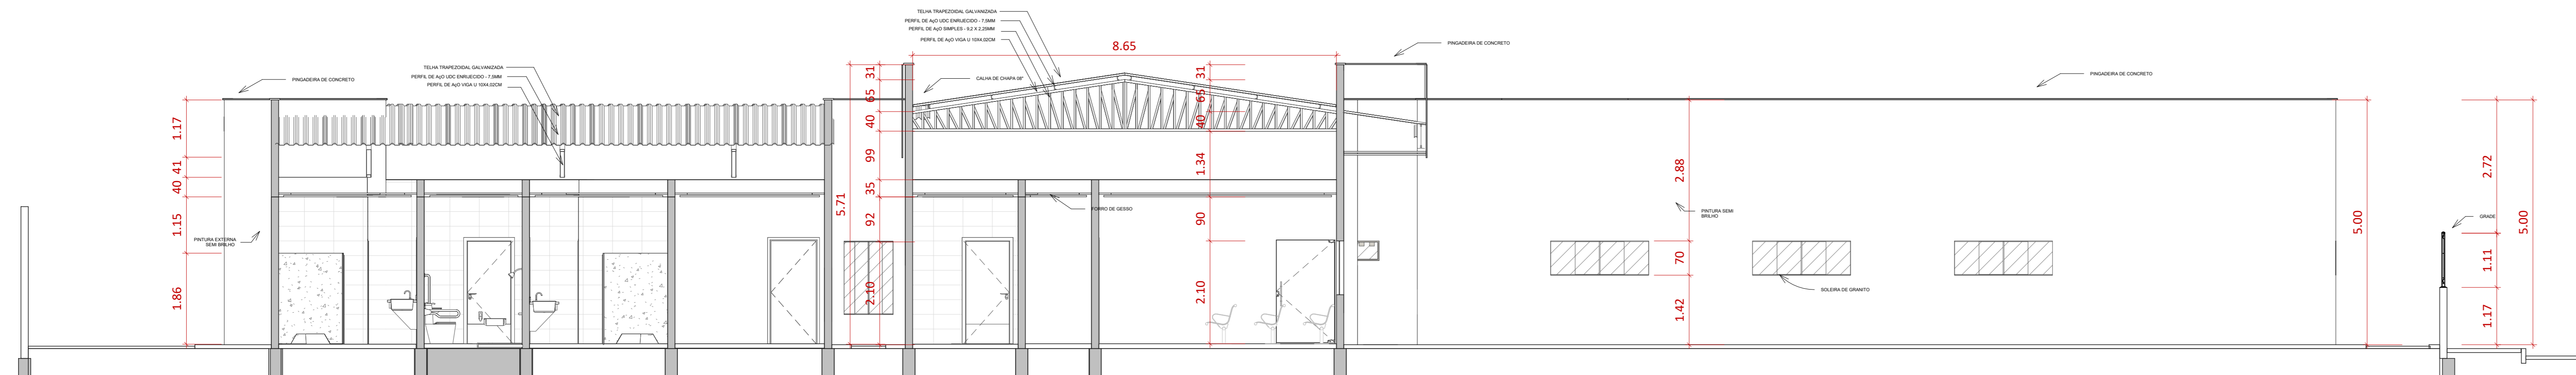 TELHA TRAPEZOIDAL GALVANIZADA
PERFIL DE AçO UDC ENRIJECIDO - 7,5MM
PERFIL DE AçO SIMPLES - 9,2 X 2,25MM
PERFIL DE AçO VIGA U 10X4,02CM
8.65
PINGADEIRA DE CONCRETO
TELHA TRAPEZOIDAL GALVANIZADA
PERFIL DE AçO UDC ENRIJECIDO - 7,5MM
PERFIL DE AçO VIGA U 10X4,02CM
PINGADEIRA DE CONCRETO
CALHA DE CHAPA 08"
PINGADEIRA DE CONCRETO
1.17
41
40
1.15
1.86
PINTURA EXTERNA
SEMI BRILHO
5.71
31
65
40
99
35
92
2.10
31
65
40
1.34
90
2.10
FORRO DE GESSO
2.88
70
1.42
PINTURA SEMI
BRILHO
SOLEIRA DE GRANITO
5.00
GRADE
2.72
1.11
1.17
5.00